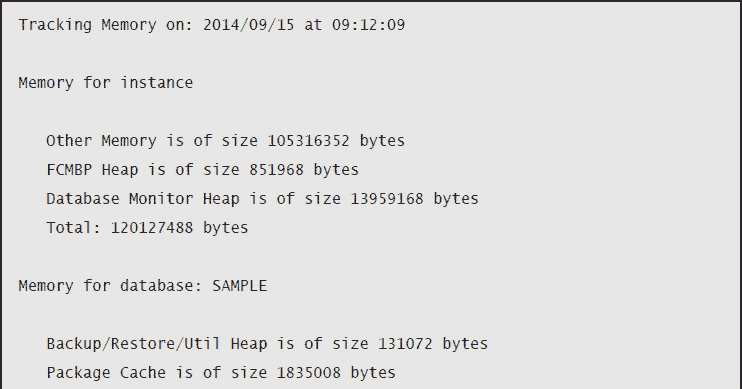 Tracking Memory on: 2014/09/15 at 09:12:09
Memory for instance
Other Memory is of size 105316352 bytes
FCMBP Heap is of size 851968 bytes
Database Monitor Heap is of size 13959168 bytes
Total: 120127488 bytes
Memory for database: SAMPLE
Backup/Restore/Util Heap is of size 131072 bytes
Package Cache is of size 1835008 bytes